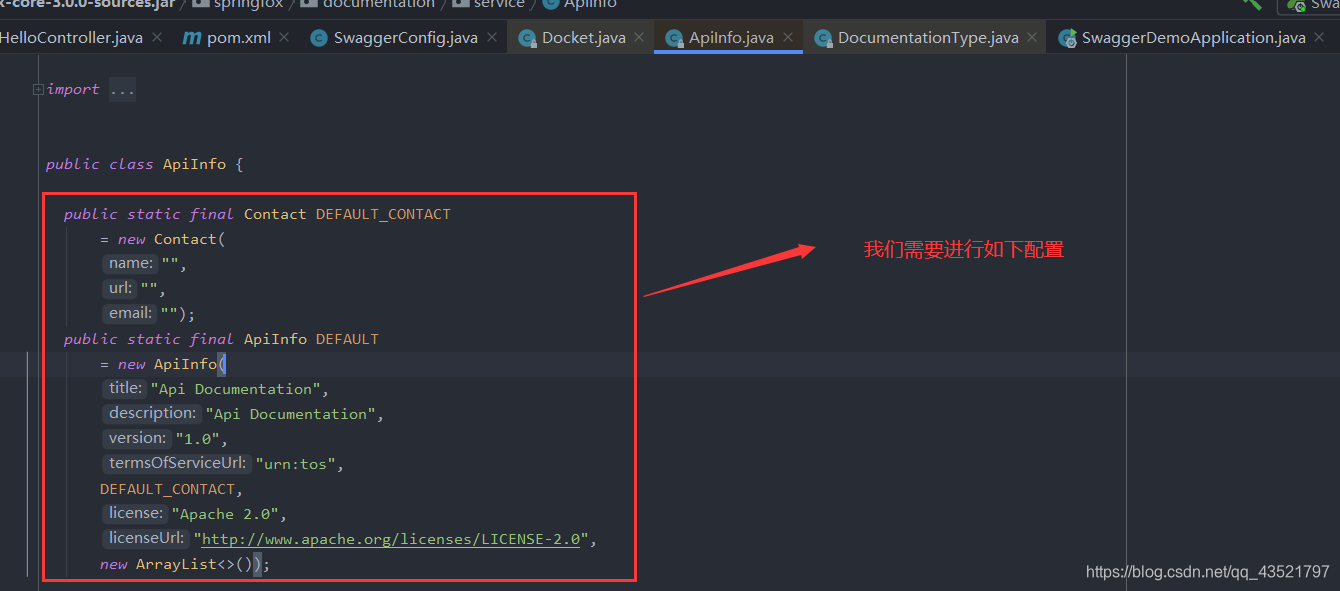 x-core-3.0.0-sources.jar / springfox / documentation / service / ApiInfo Swa
HelloController.java × m pom.xml × C SwaggerConfig.java × C Docket.java × C ApiInfo.java × C DocumentationType.java × SwaggerDemoApplication.java ×
import ...
public class ApiInfo {
public static final Contact DEFAULT_CONTACT
= new Contact(
name: "",
url: "",
email: "");
我们需要进行如下配置
public static final ApiInfo DEFAULT
= new ApiInfo(
title: "Api Documentation",
description: "Api Documentation",
version: "1.0",
termsOfServiceUrl: "urn:tos",
DEFAULT_CONTACT,
license: "Apache 2.0",
licenseUrl: "http://www.apache.org/licenses/LICENSE-2.0",
new ArrayList<>());
https://blog.csdn.net/qq_43521797